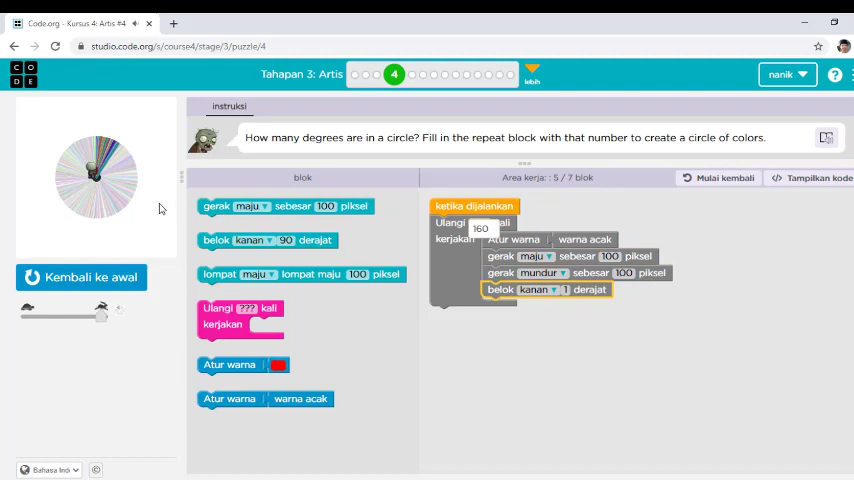 Code.org - Kursus 4: Artis #4
studio.code.org/s/course4/stage/3/puzzle/4
C O
D E
Tahapan 3: Artis
4
lebih
nanik
?
instruksi
How many degrees are in a circle? Fill in the repeat block with that number to create a circle of colors.
blok
Area kerja: : 5 / 7 blok
Mulai kembali
</> Tampilkan kode
gerak maju sebesar 100 piksel
belok kanan 90 derajat
lompat maju lompat maju 100 piksel
Ulangi ??? kali
kerjakan
Atur warna
Atur warna warna acak
ketika dijalankan
Ulangi
160
kerjakan Atur warna warna acak
gerak maju sebesar 100 piksel
gerak mundur sebesar 100 piksel
belok kanan 1 derajat
Kembali ke awal
Bahasa Ind
©